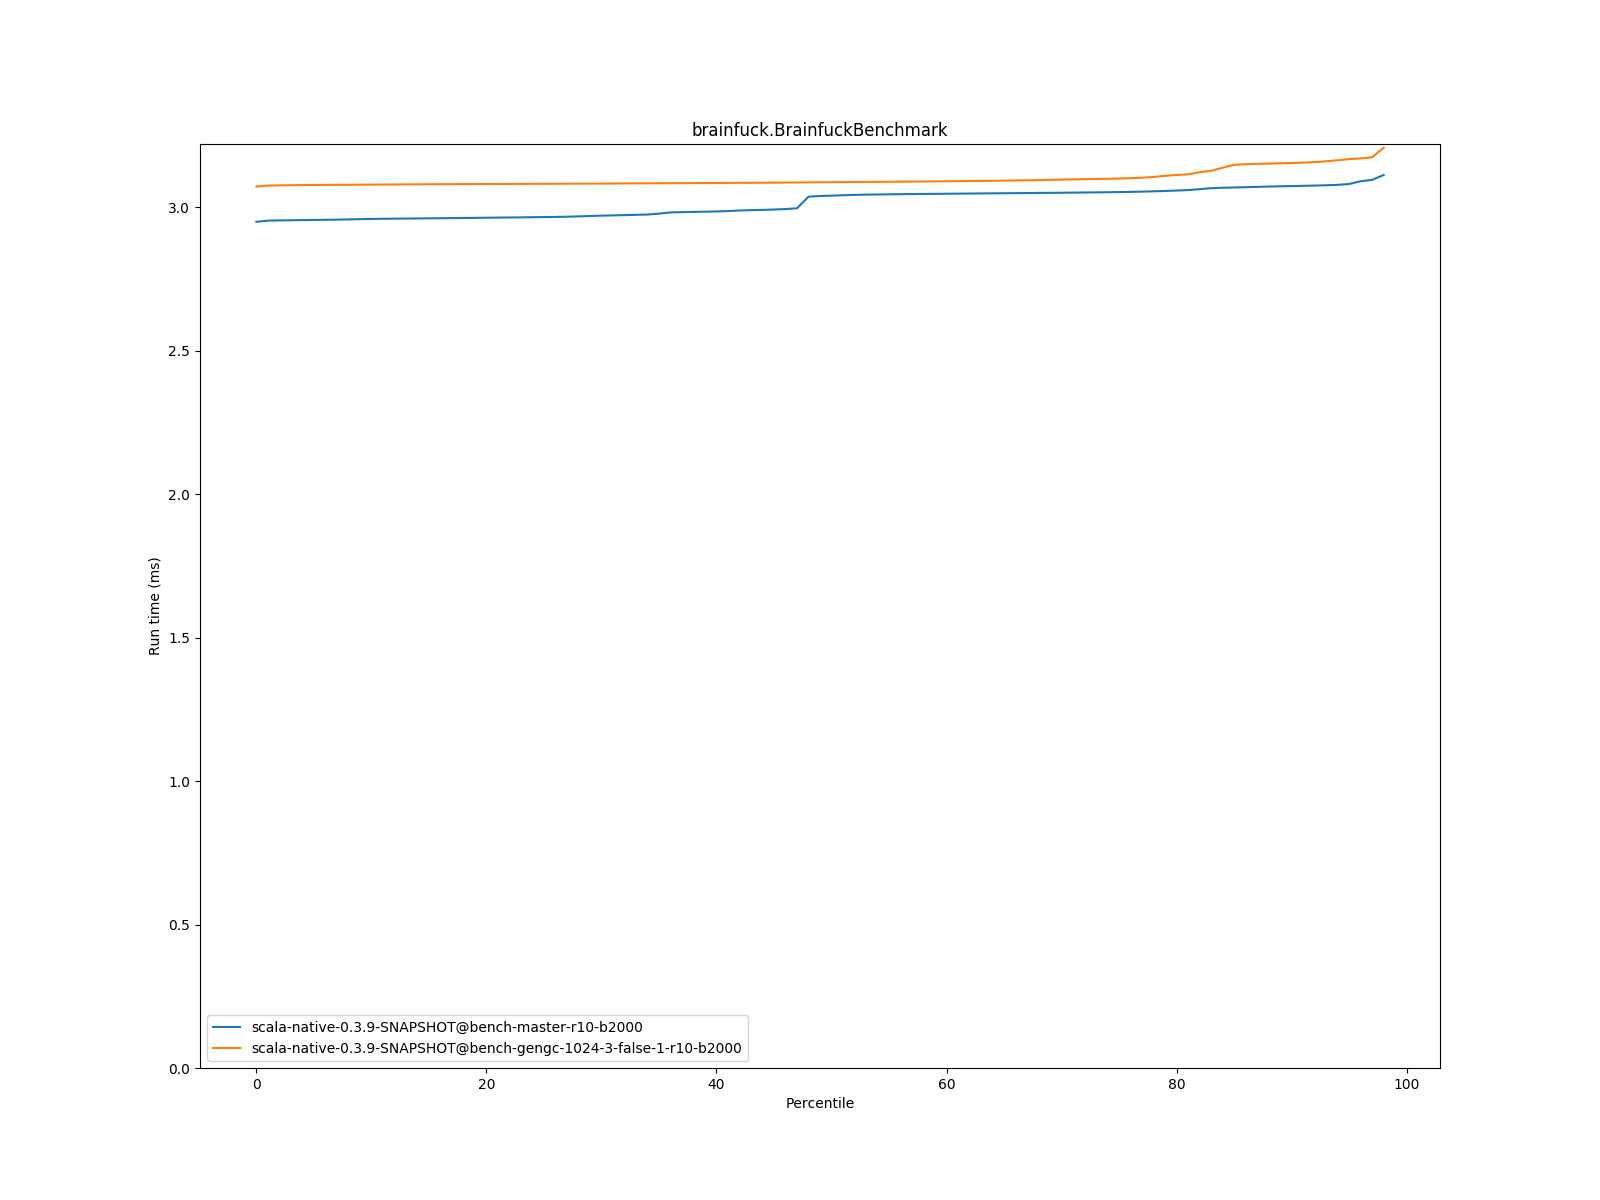 brainfuck.BrainfuckBenchmark
3.0
2.5
2.0
1.5
1.0
0.5
0.0
Run time (ms)
scala-native-0.3.9-SNAPSHOT@bench-master-r10-b2000
scala-native-0.3.9-SNAPSHOT@bench-gengc-1024-3-false-1-r10-b2000
0 20 40 60 80 100
Percentile